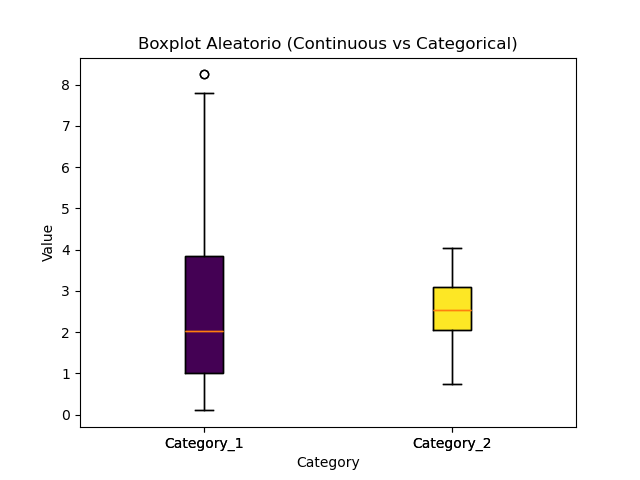 Boxplot Aleatorio (Continuous vs Categorical)
Value
8
7
6
5
4
3
2
1
0
Category_1
Category_2
Category